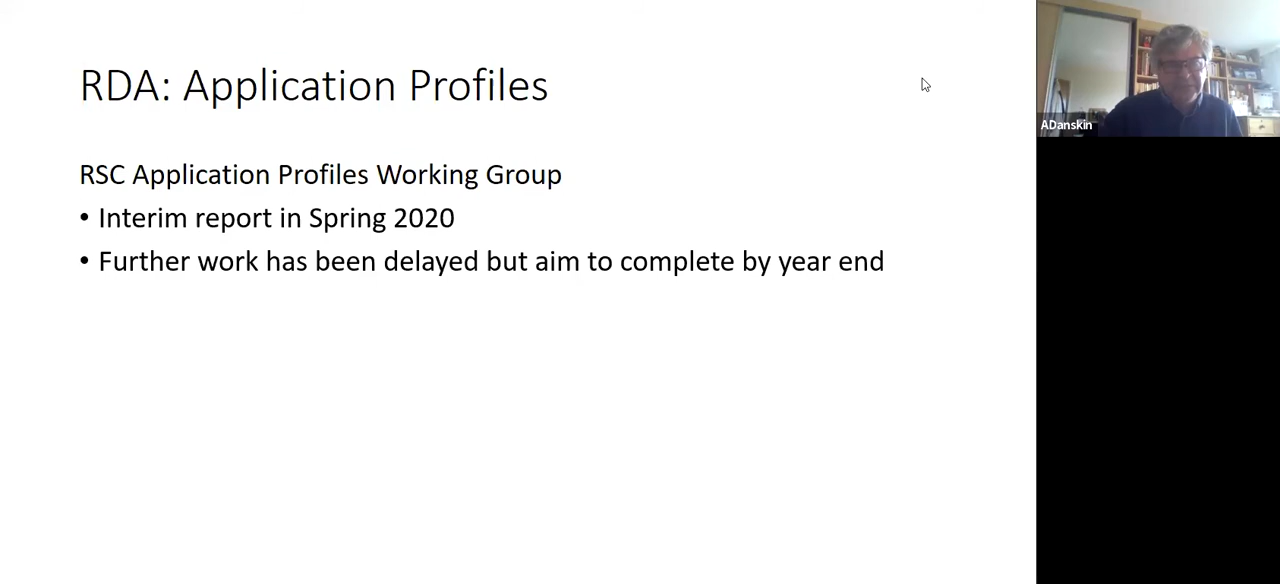 RDA: Application Profiles
RSC Application Profiles Working Group
• Interim report in Spring 2020
• Further work has been delayed but aim to complete by year end
ADanskin